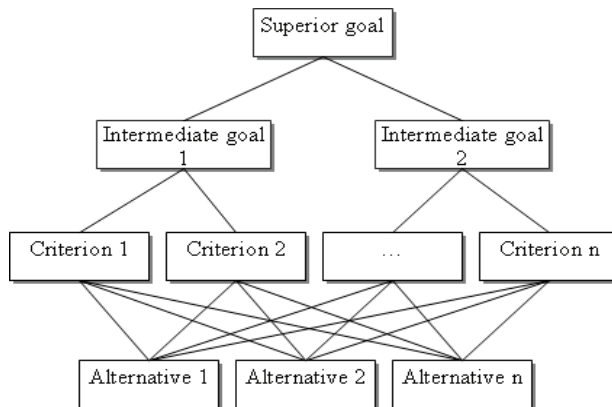 Superior goal
Intermediate goal
1
Intermediate goal
2
Criterion 1
Criterion 2
...
Criterion n
Alternative 1
Alternative 2
Alternative n